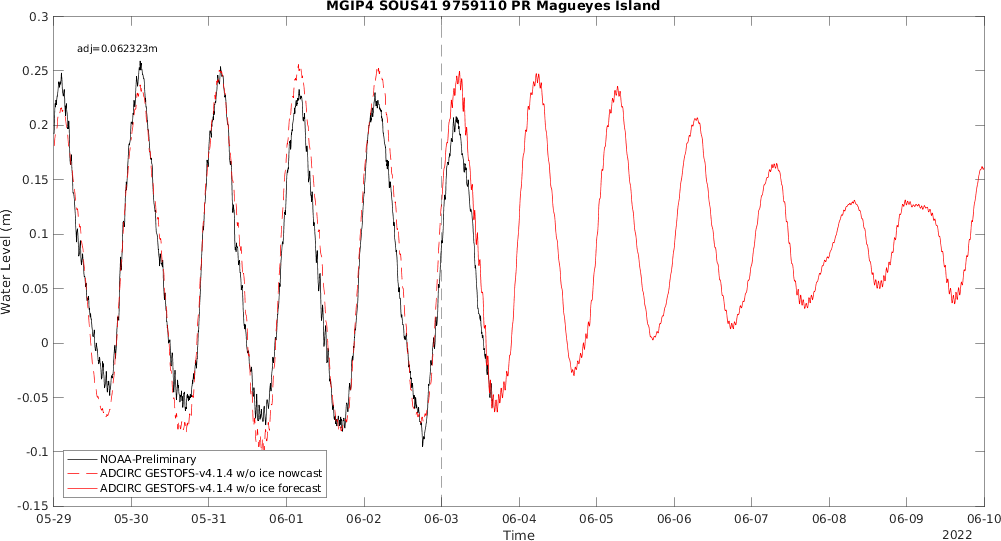 MGIP4 SOUS41 9759110 PR Magueyes Island
adj=0.062323m
0.3
0.25
0.2
0.15
0.1
0.05
0
-0.05
-0.1
-0.15
Water Level (m)
NOAA-Preliminary
ADCIRC GESTOFS-v4.1.4 w/o ice nowcast
ADCIRC GESTOFS-v4.1.4 w/o ice forecast
05-29 05-30 05-31 06-01 06-02 06-03 06-04 06-05 06-06 06-07 06-08 06-09 06-10
Time
2022